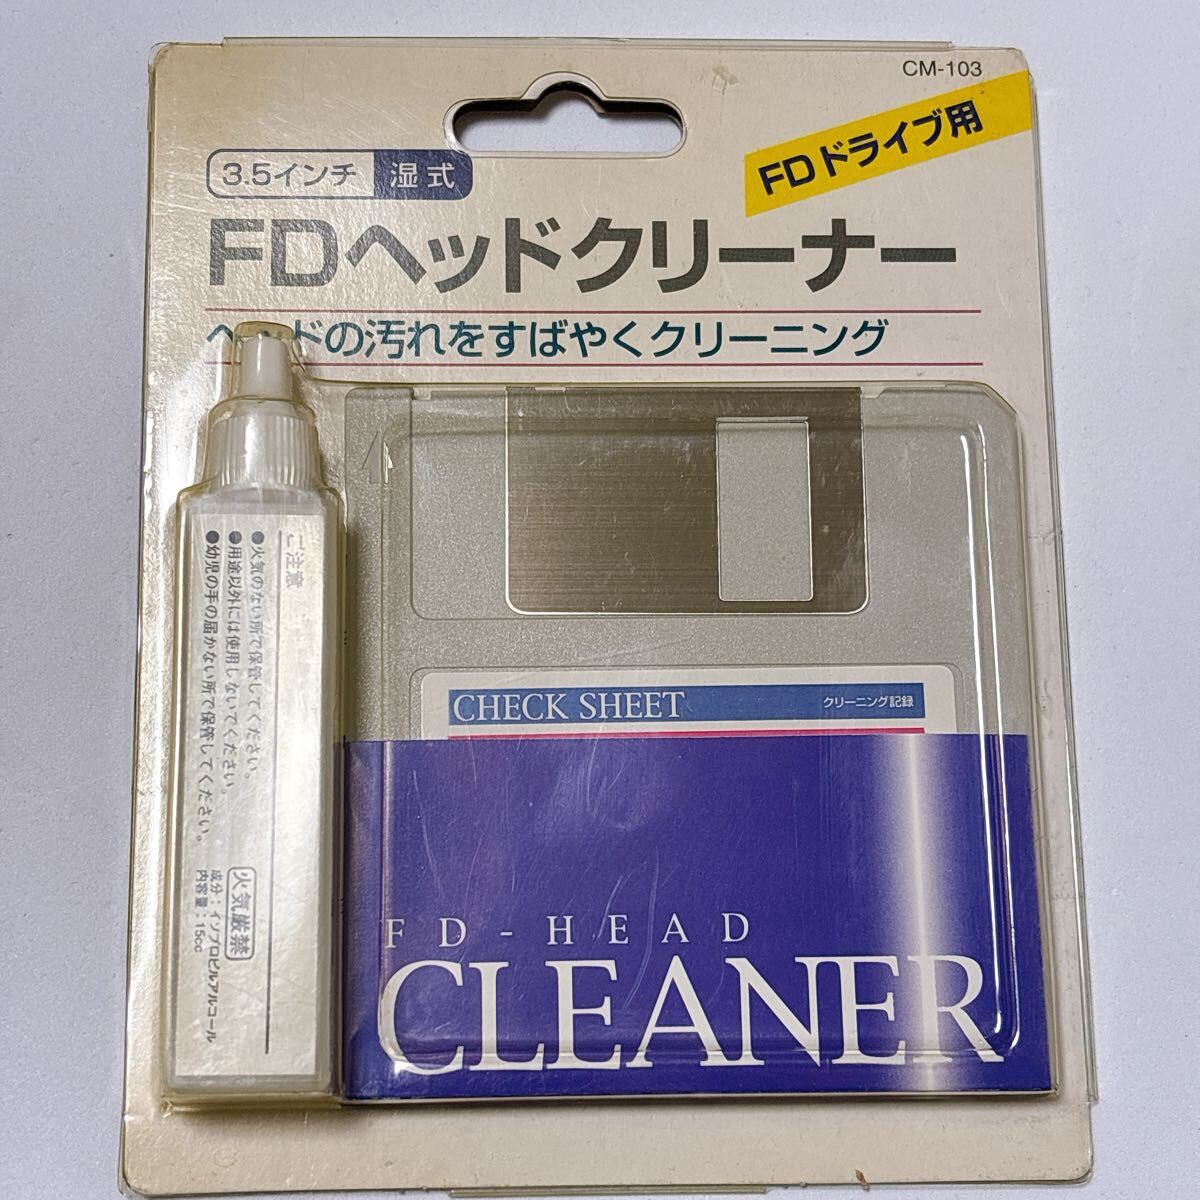 CM-103
FDドライブ用
3.5インチ 湿式
FDヘッドクリーナー
ヘッドの汚れをすばやくクリーニング
ご注意
●火気のない所で保管してください。
●用途以外には使用しないでください。
●幼児の手の届かない所で保管してください。
火気厳禁
成分：イソプロピルアルコール
内容量：15cc
CHECK SHEET クリーニング記録
FD-HEAD
CLEANER